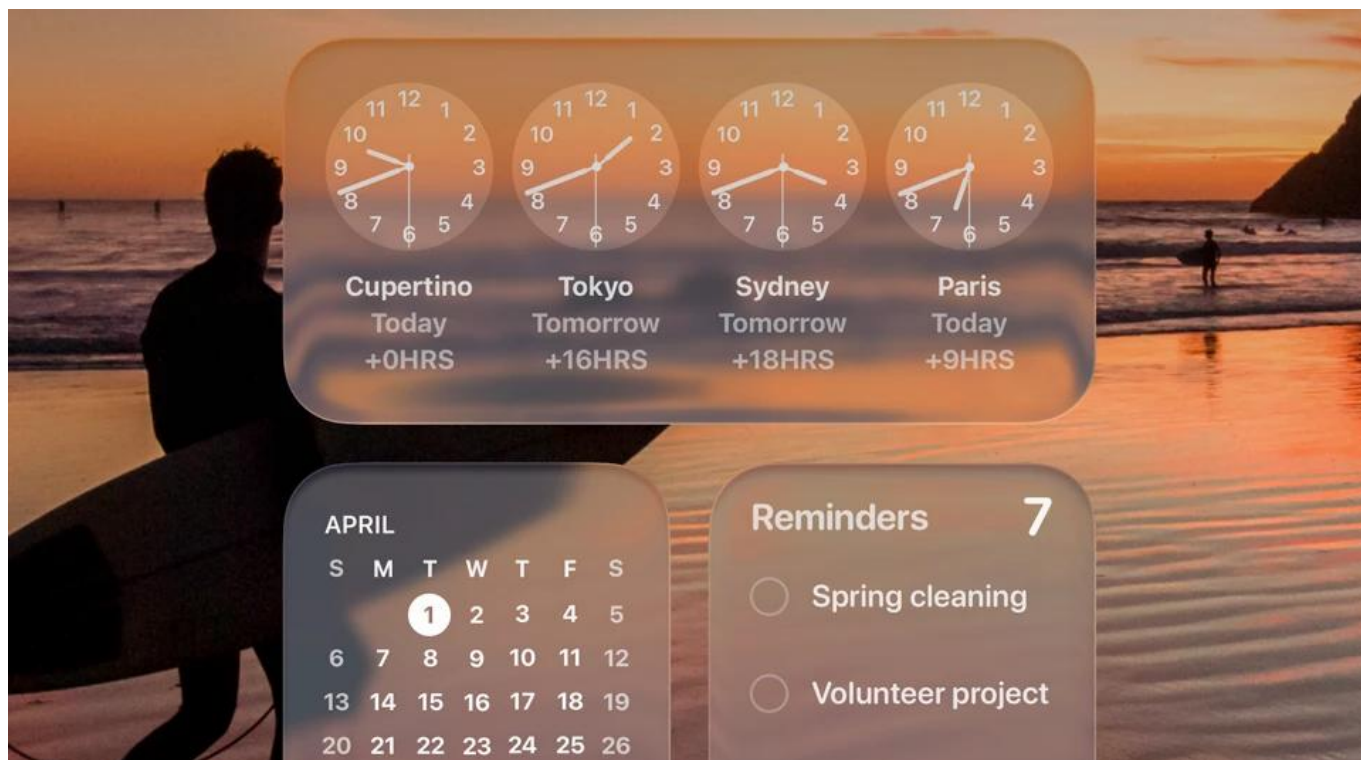 12 1 2 3 4 5 6 7 8 9 10 11
12 1 2 3 4 5 6 7 8 9 10 11
12 1 2 3 4 5 6 7 8 9 10 11
12 1 2 3 4 5 6 7 8 9 10 11
Cupertino Tokyo Sydney Paris
Today Tomorrow Tomorrow Today
+0HRS +16HRS +18HRS +9HRS
APRIL
S M T W T F S
1 2 3 4 5
6 7 8 9 10 11 12
13 14 15 16 17 18 19
20 21 22 23 24 25 26
Reminders 7
Spring cleaning
Volunteer project